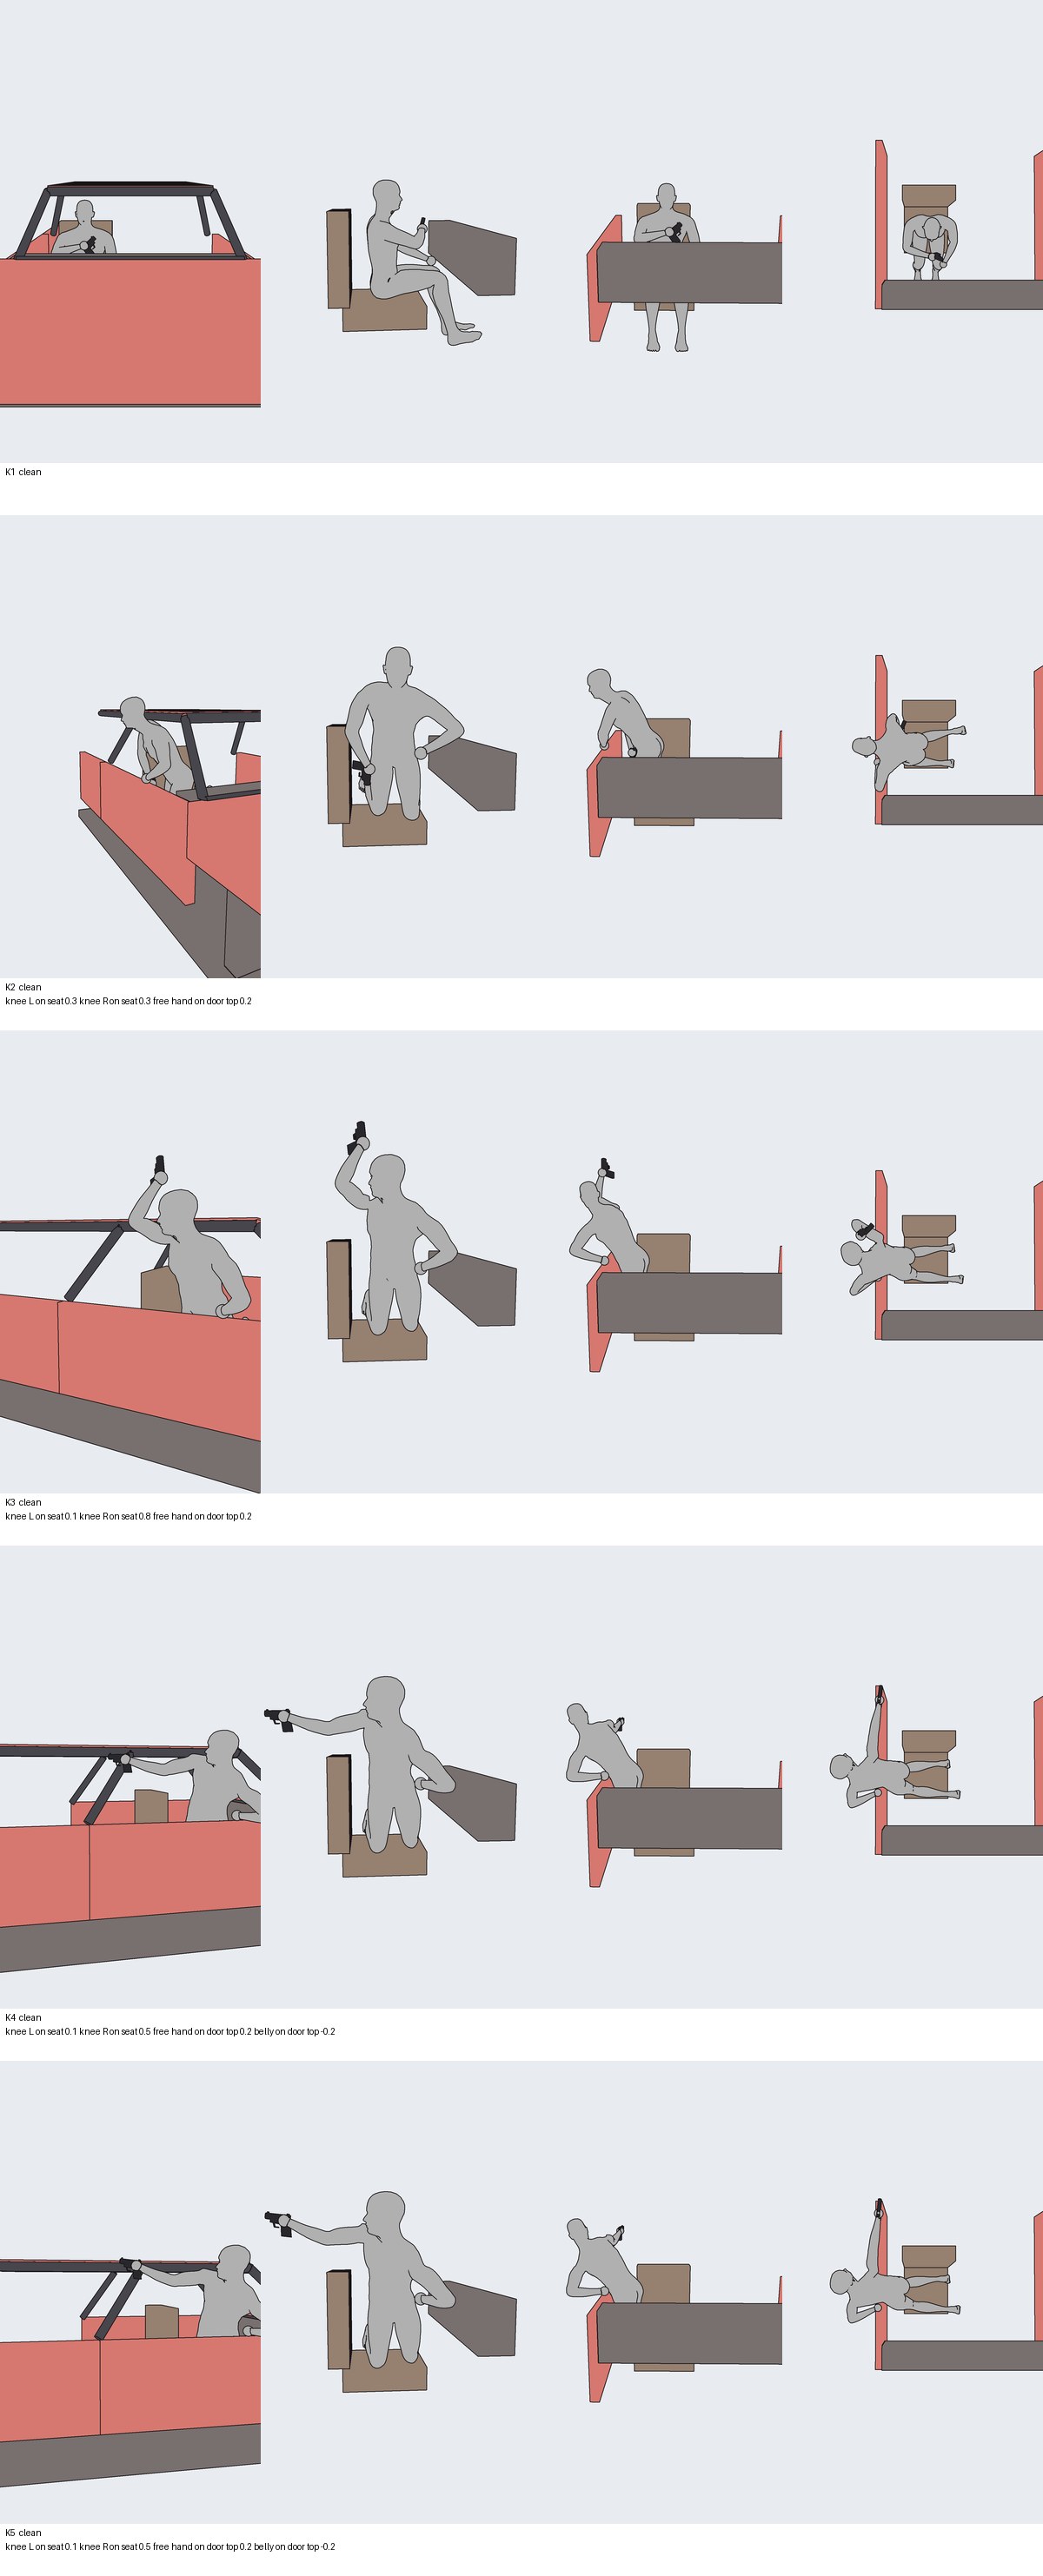 K1 clean
K2 clean
knee L on seat 0.3 knee R on seat 0.3 free hand on door top 0.2
K3 clean
knee L on seat 0.1 knee R on seat 0.8 free hand on door top 0.2
K4 clean
knee L on seat 0.1 knee R on seat 0.5 free hand on door top 0.2 belly on door top -0.2
K5 clean
knee L on seat 0.1 knee R on seat 0.5 free hand on door top 0.2 belly on door top -0.2